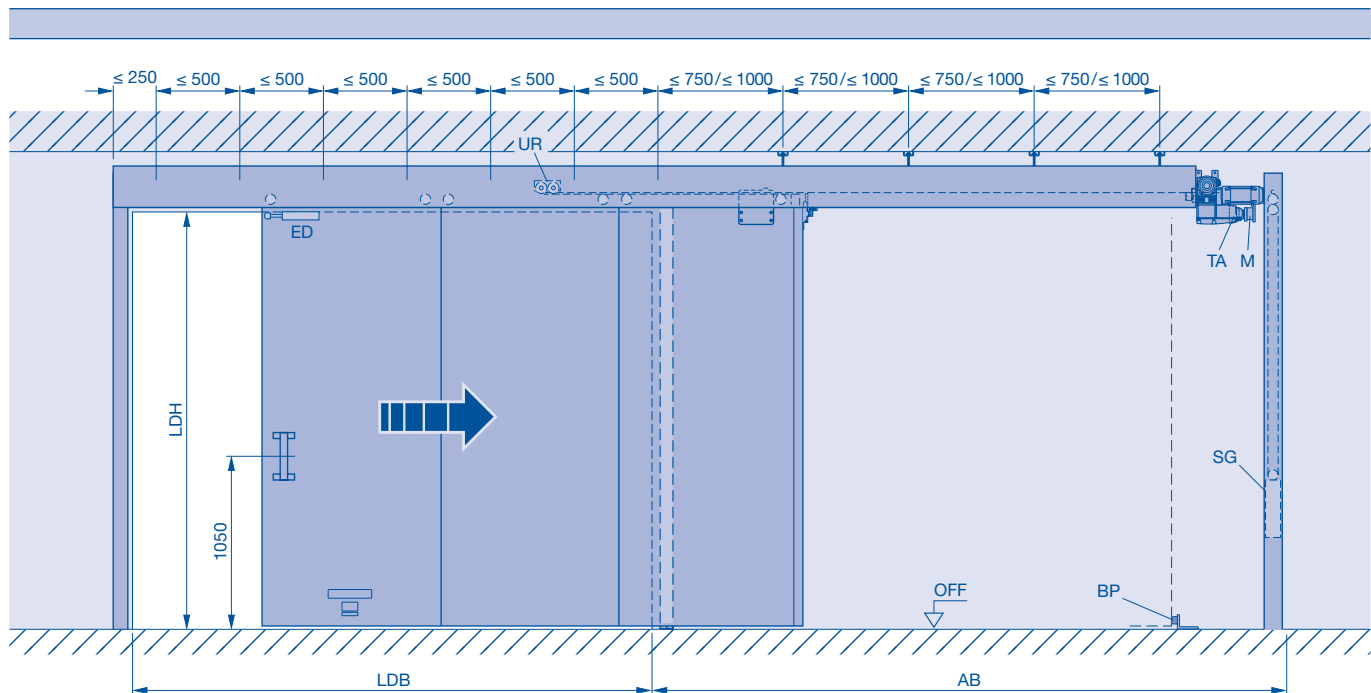 ≤ 250 ≤ 500 ≤ 500 ≤ 500 ≤ 500 ≤ 500 ≤ 500 ≤ 750/≤ 1000 ≤ 750/≤ 1000 ≤ 750/≤ 1000 ≤ 750/≤ 1000
UR
ED
TA M
LDH
SG
1050
OFF
BP
LDB AB